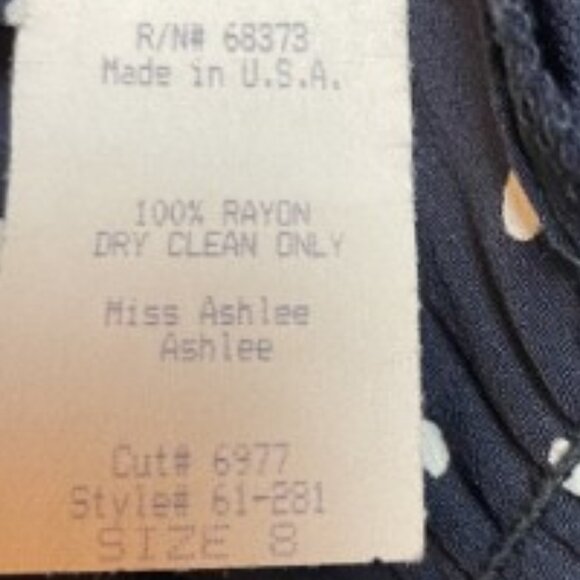 R/N# 68373
Made in U.S.A.
100% RAYON
DRY CLEAN ONLY
Miss Ashlee
Ashlee
Cut# 6977
Style# 61-281
SIZE 8